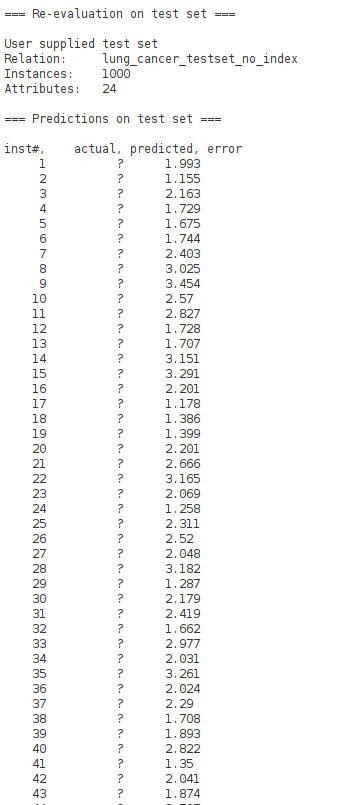 === Re-evaluation on test set ===
User supplied test set
Relation: lung_cancer_testset_no_index
Instances: 1000
Attributes: 24
=== Predictions on test set ===
inst#, actual, predicted, error
1 ? 1.993
2 ? 1.155
3 ? 2.163
4 ? 1.729
5 ? 1.675
6 ? 1.744
7 ? 2.403
8 ? 3.025
9 ? 3.454
10 ? 2.57
11 ? 2.827
12 ? 1.728
13 ? 1.707
14 ? 3.151
15 ? 3.291
16 ? 2.201
17 ? 1.178
18 ? 1.386
19 ? 1.399
20 ? 2.201
21 ? 2.666
22 ? 3.165
23 ? 2.069
24 ? 1.258
25 ? 2.311
26 ? 2.52
27 ? 2.048
28 ? 3.182
29 ? 1.287
30 ? 2.179
31 ? 2.419
32 ? 1.662
33 ? 2.977
34 ? 2.031
35 ? 3.261
36 ? 2.024
37 ? 2.29
38 ? 1.708
39 ? 1.893
40 ? 2.822
41 ? 1.35
42 ? 2.041
43 ? 1.874